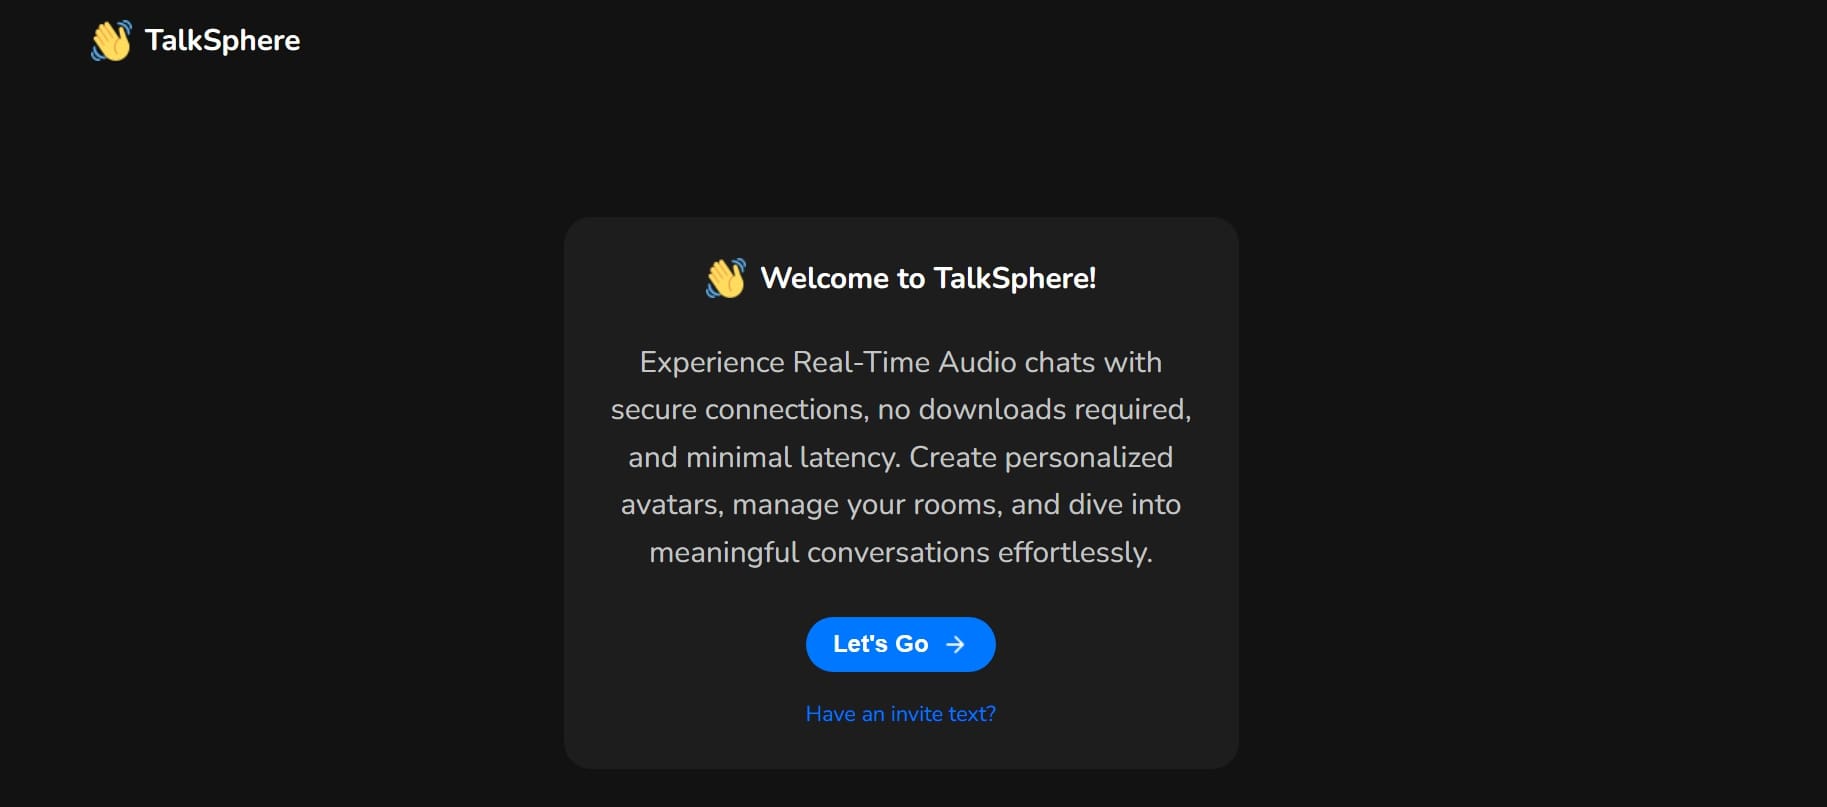 TalkSphere
Welcome to TalkSphere!
Experience Real-Time Audio chats with
secure connections, no downloads required,
and minimal latency. Create personalized
avatars, manage your rooms, and dive into
meaningful conversations effortlessly.
Let's Go →
Have an invite text?